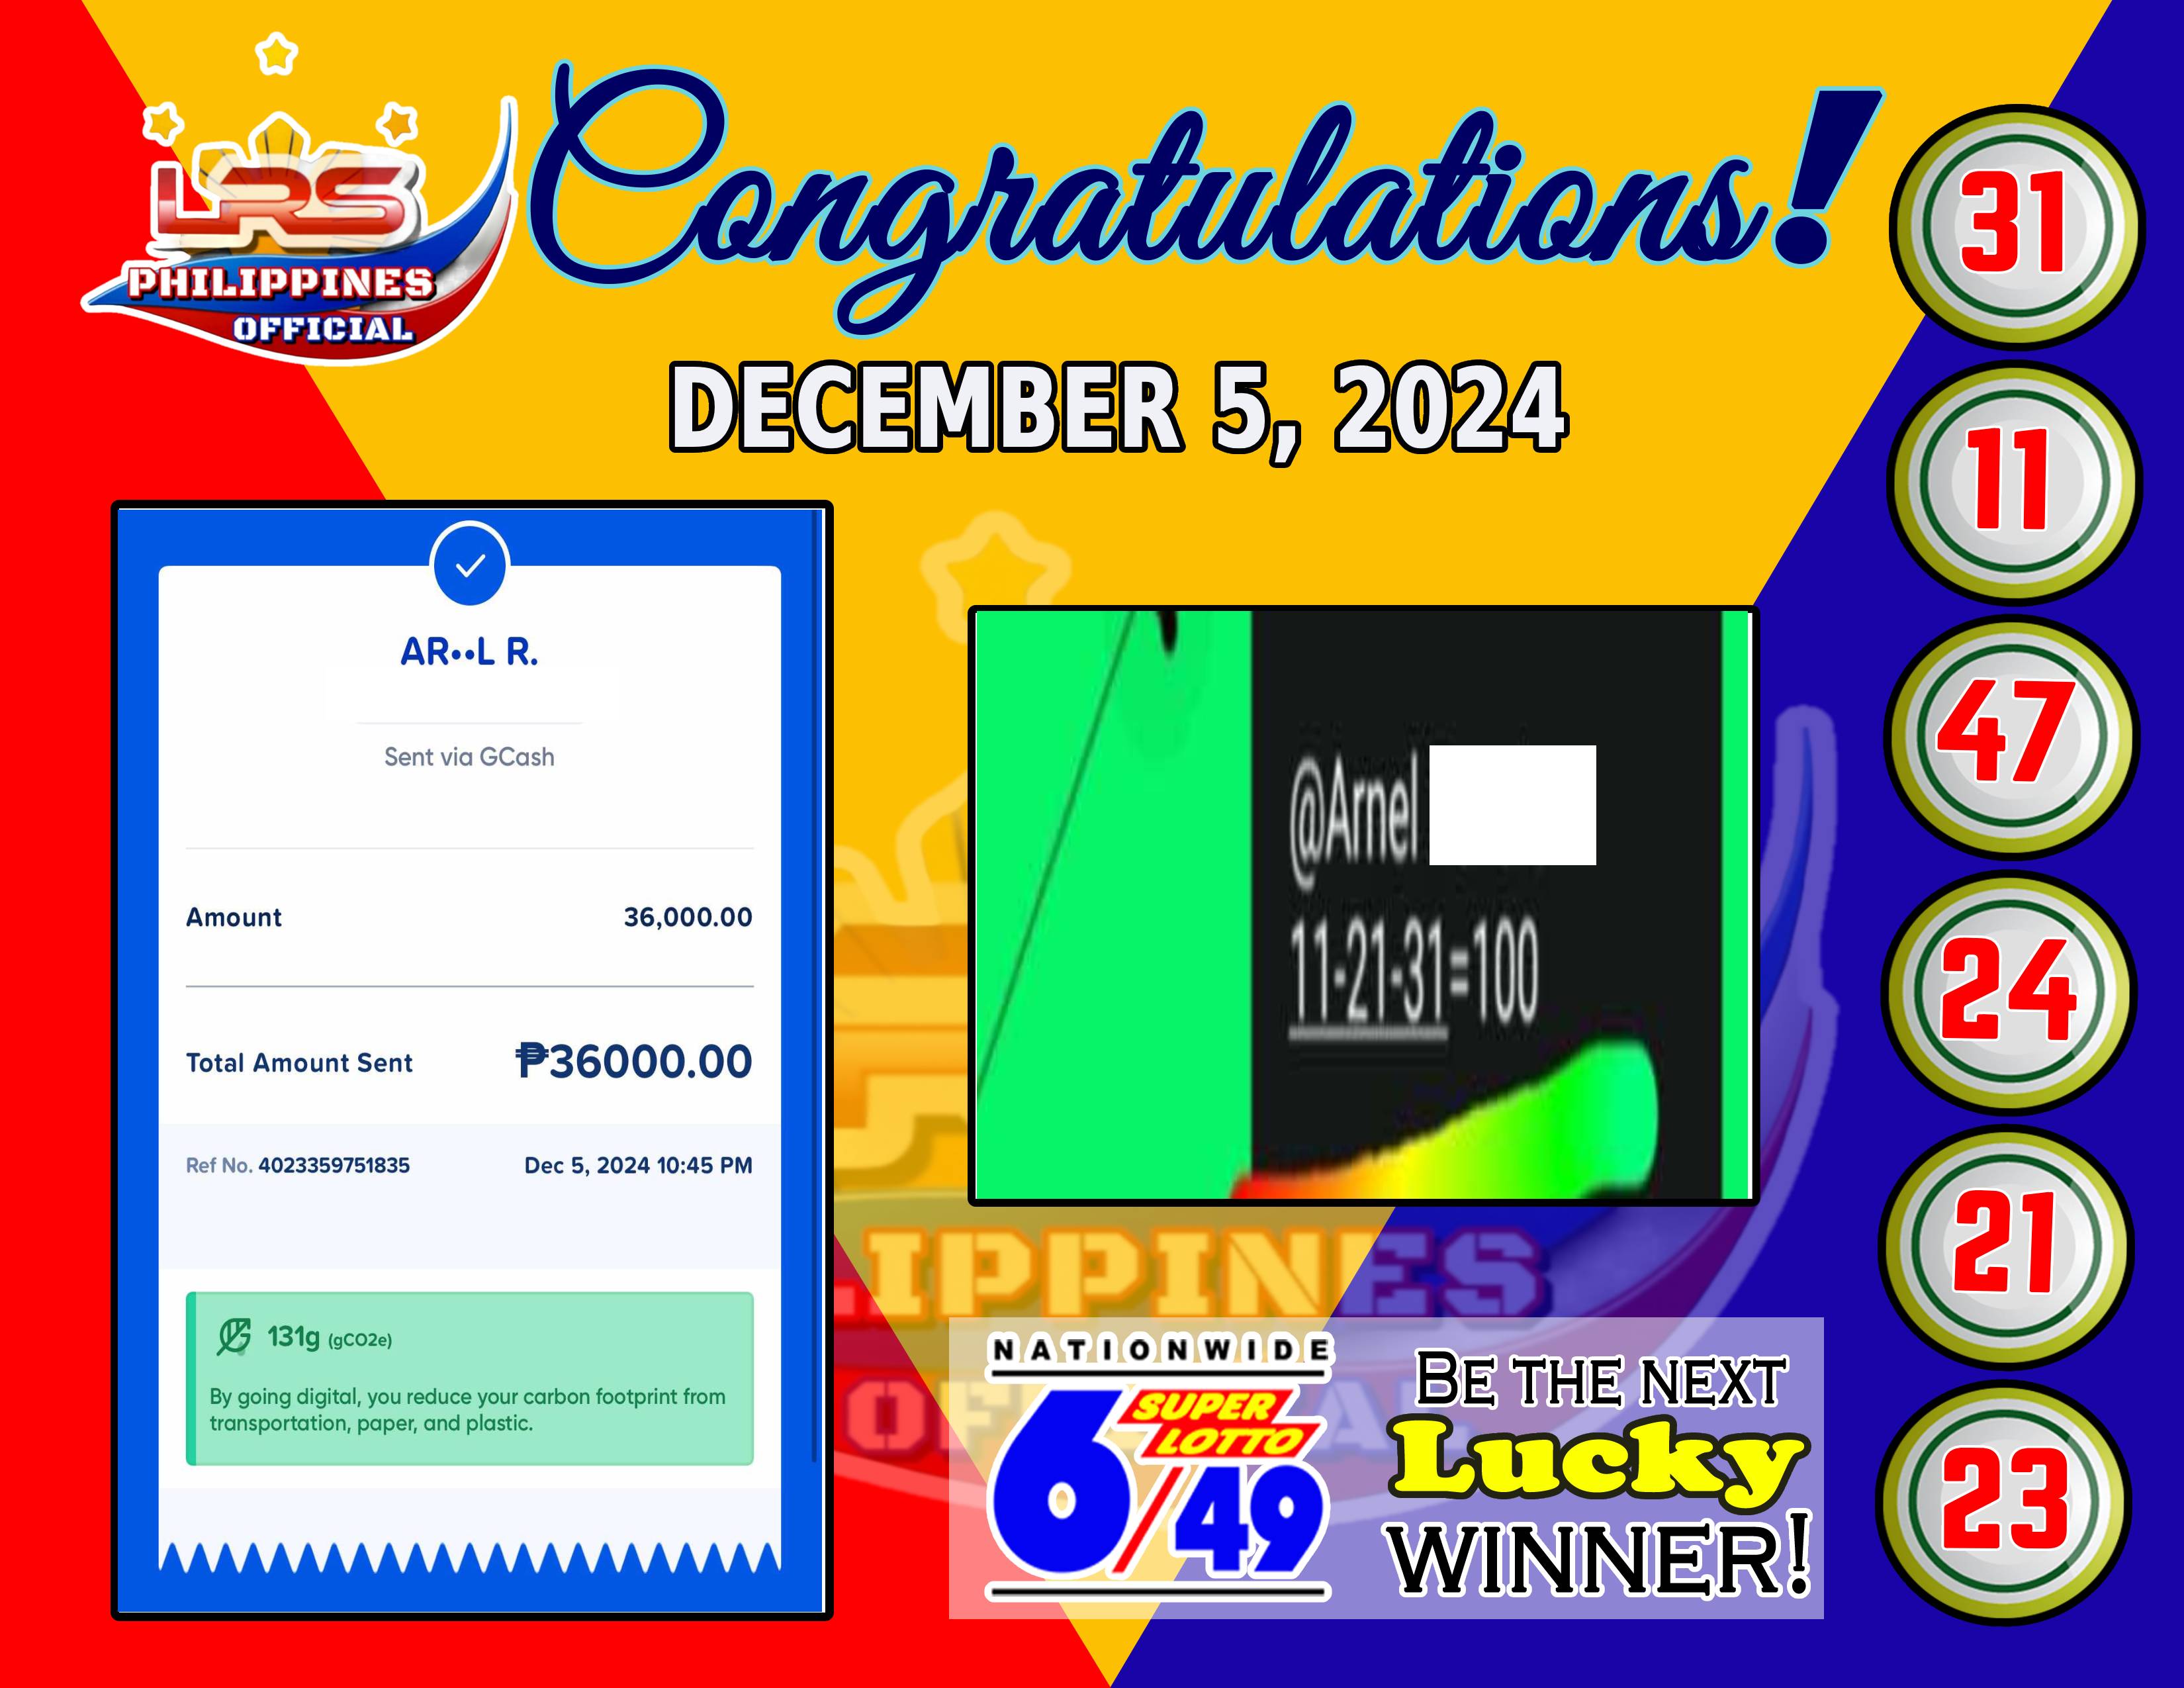 LRS
PHILIPPINES
OFFICIAL
Congratulations!
DECEMBER 5, 2024
AR••L R.
Sent via GCash
Amount 36,000.00
Total Amount Sent ₱36000.00
Ref No. 4023359751835 Dec 5, 2024 10:45 PM
131g (gCO2e)
By going digital, you reduce your carbon footprint from
transportation, paper, and plastic.
@Arnel
11-21-31=100
LIPPINES
NATIONWIDE
SUPER
LOTTO
6/49
BE THE NEXT
Lucky
WINNER!
31
11
47
24
21
23